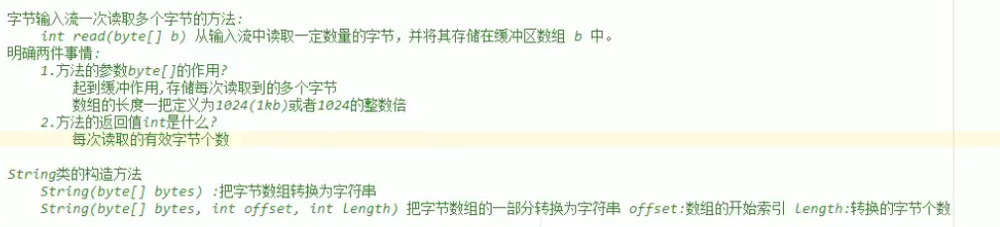 字节输入流一次读取多个字节的方法:
int read(byte[] b) 从输入流中读取一定数量的字节，并将其存储在缓冲区数组 b 中。
明确两件事情:
1.方法的参数byte[]的作用?
起到缓冲作用,存储每次读取到的多个字节
数组的长度一把定义为1024(1kb)或者1024的整数倍
2.方法的返回值int是什么?
每次读取的有效字节个数
String类的构造方法
String(byte[] bytes) :把字节数组转换为字符串
String(byte[] bytes, int offset, int length) 把字节数组的一部分转换为字符串 offset:数组的开始索引 length:转换的字节个数